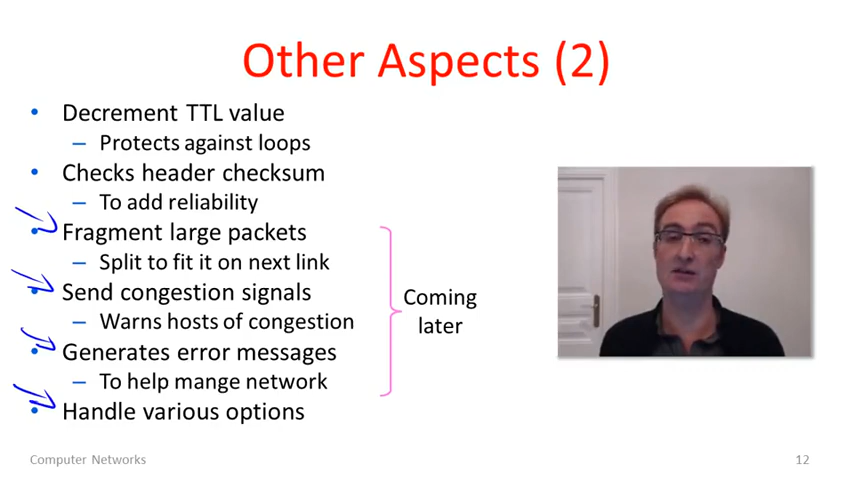 Other Aspects (2)
• Decrement TTL value
– Protects against loops
• Checks header checksum
– To add reliability
• Fragment large packets
– Split to fit it on next link
• Send congestion signals
– Warns hosts of congestion
• Generates error messages
– To help mange network
• Handle various options
Coming
later
Computer Networks
12